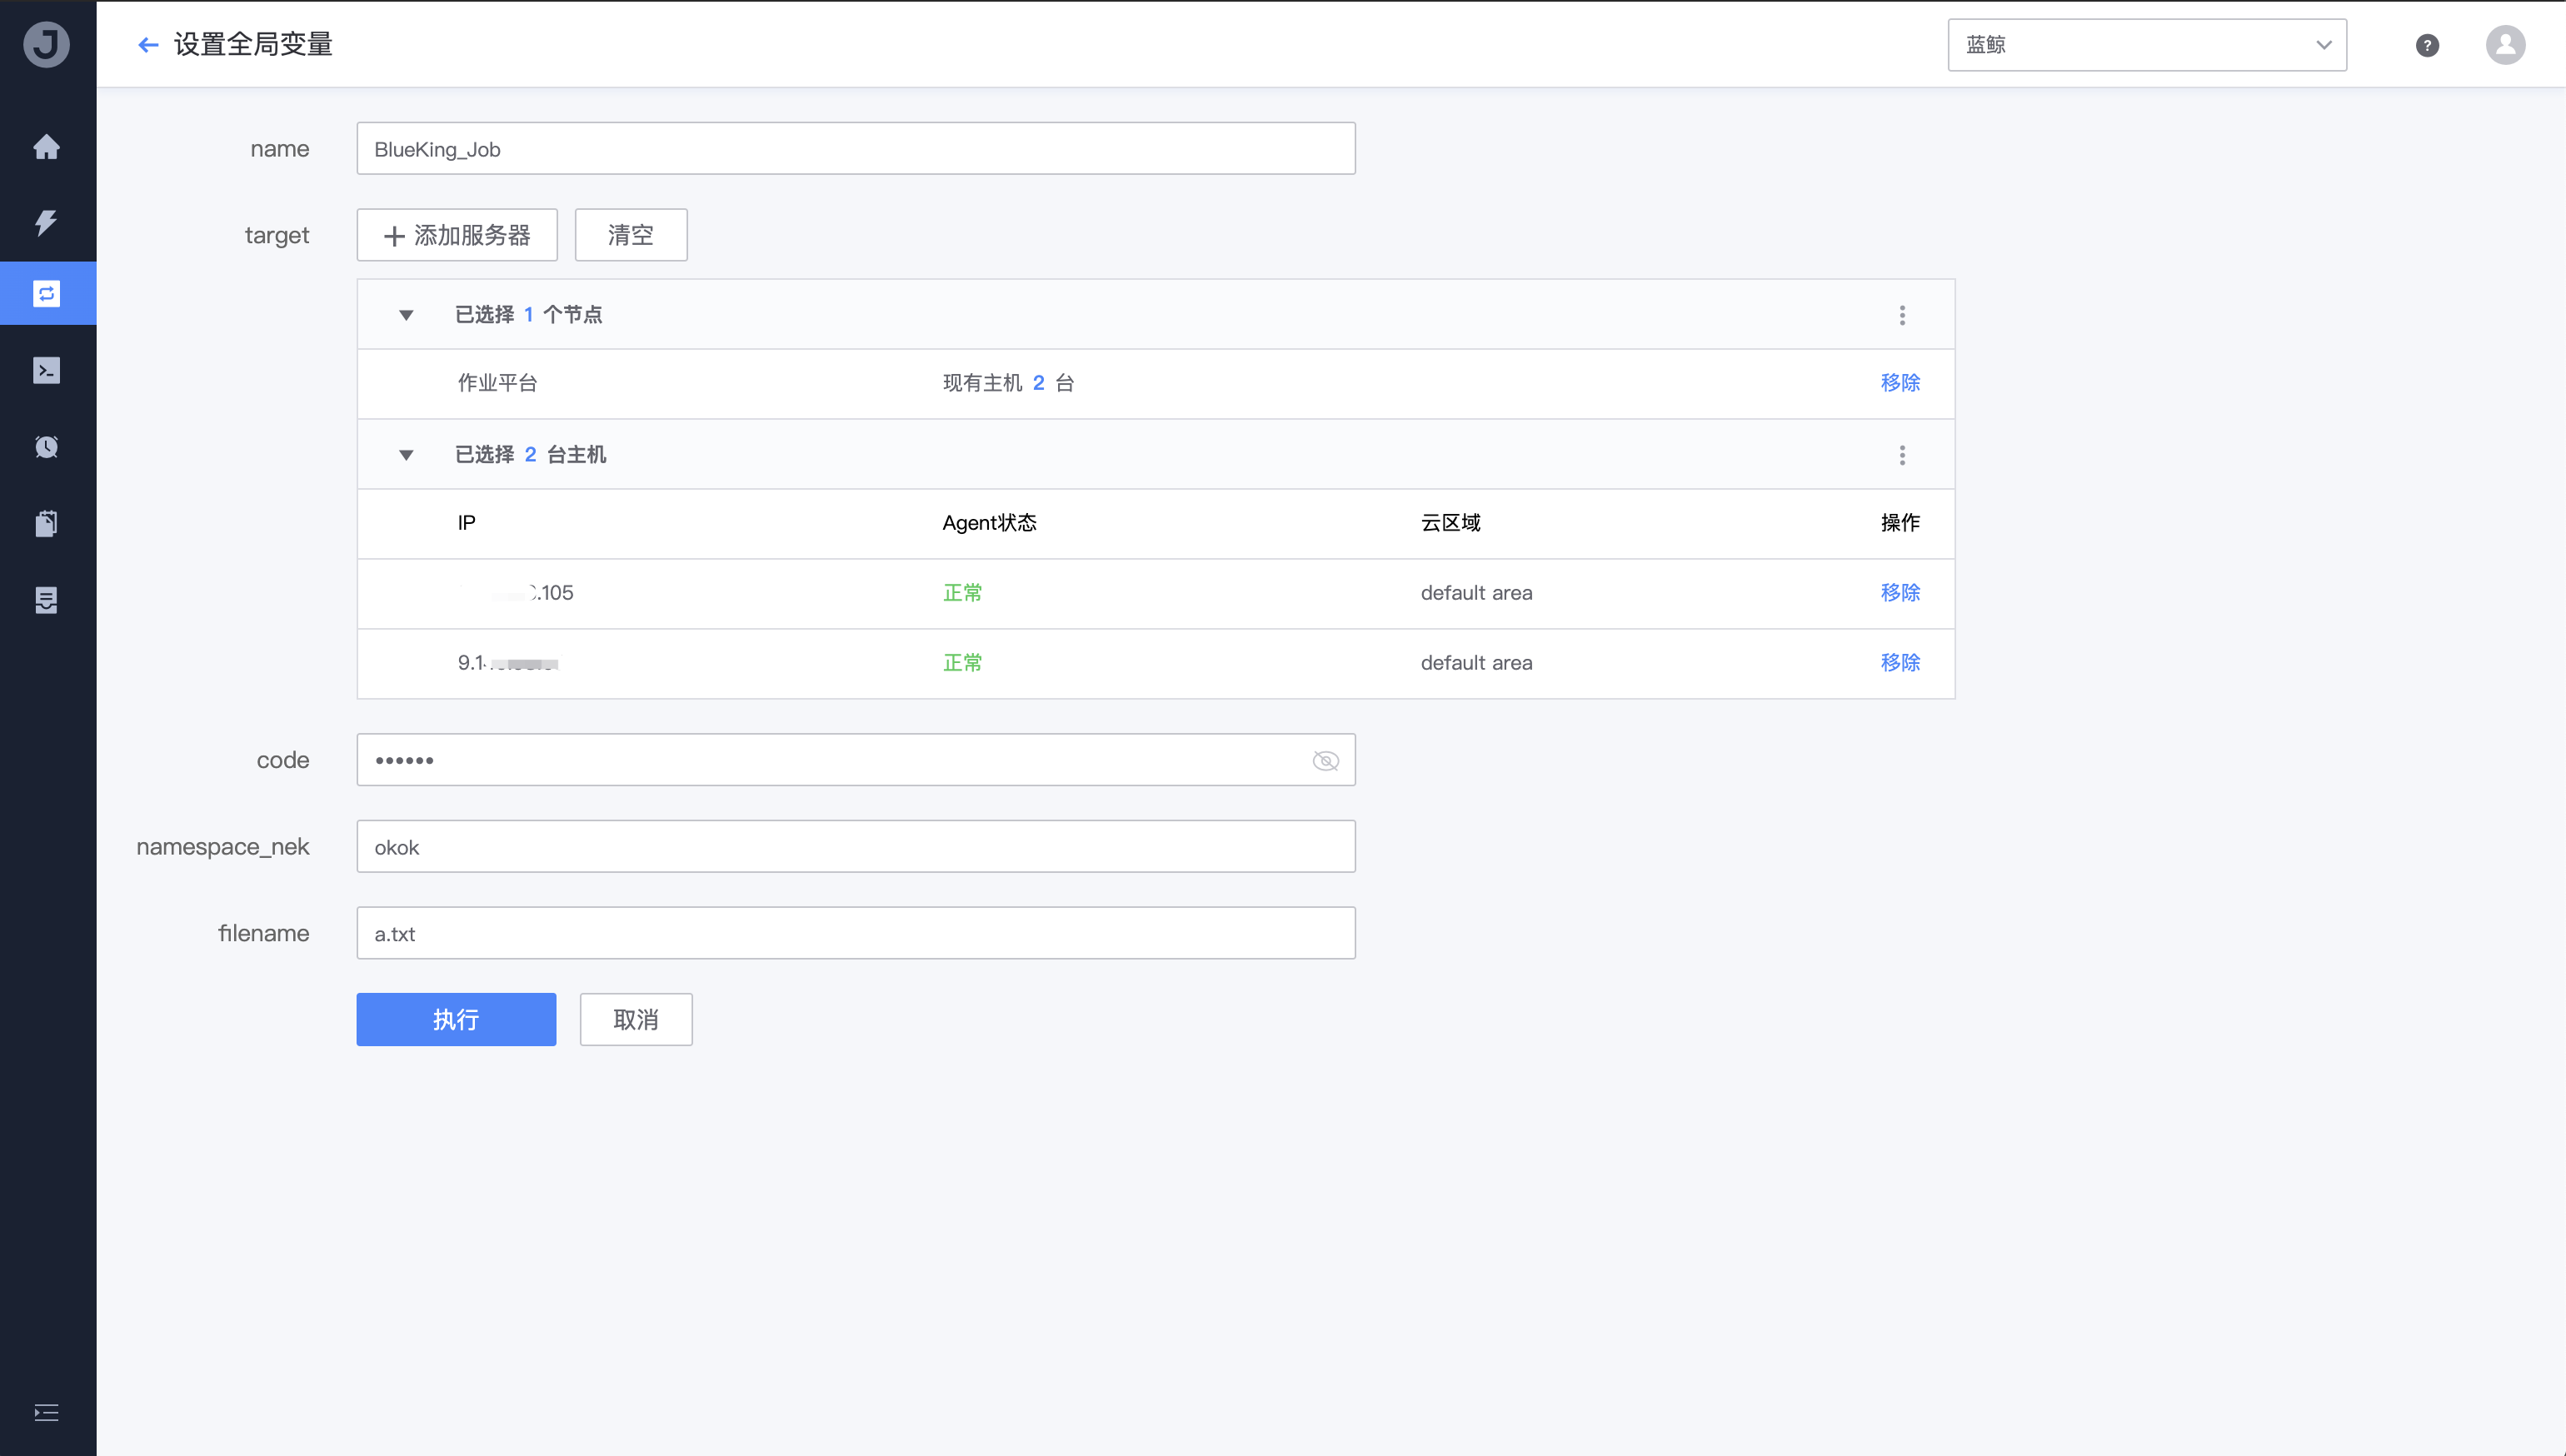 J
设置全局变量
蓝鲸
?
name
BlueKing_Job
target
添加服务器
清空
已选择 1 个节点
作业平台 现有主机 2 台 移除
已选择 2 台主机
IP Agent状态 云区域 操作
.105 正常 default area 移除
9.1 正常 default area 移除
code
••••••
namespace_nek
okok
filename
a.txt
执行
取消